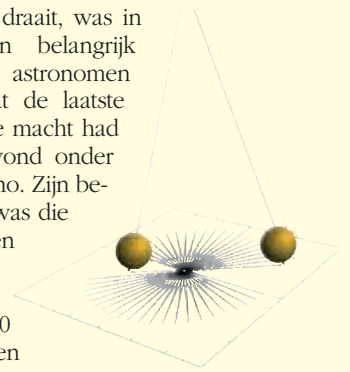 draait, was in
n belangrijk
astronomen
t de laatste
e macht had
vond onder
no. Zijn be-
was die
en
0
en